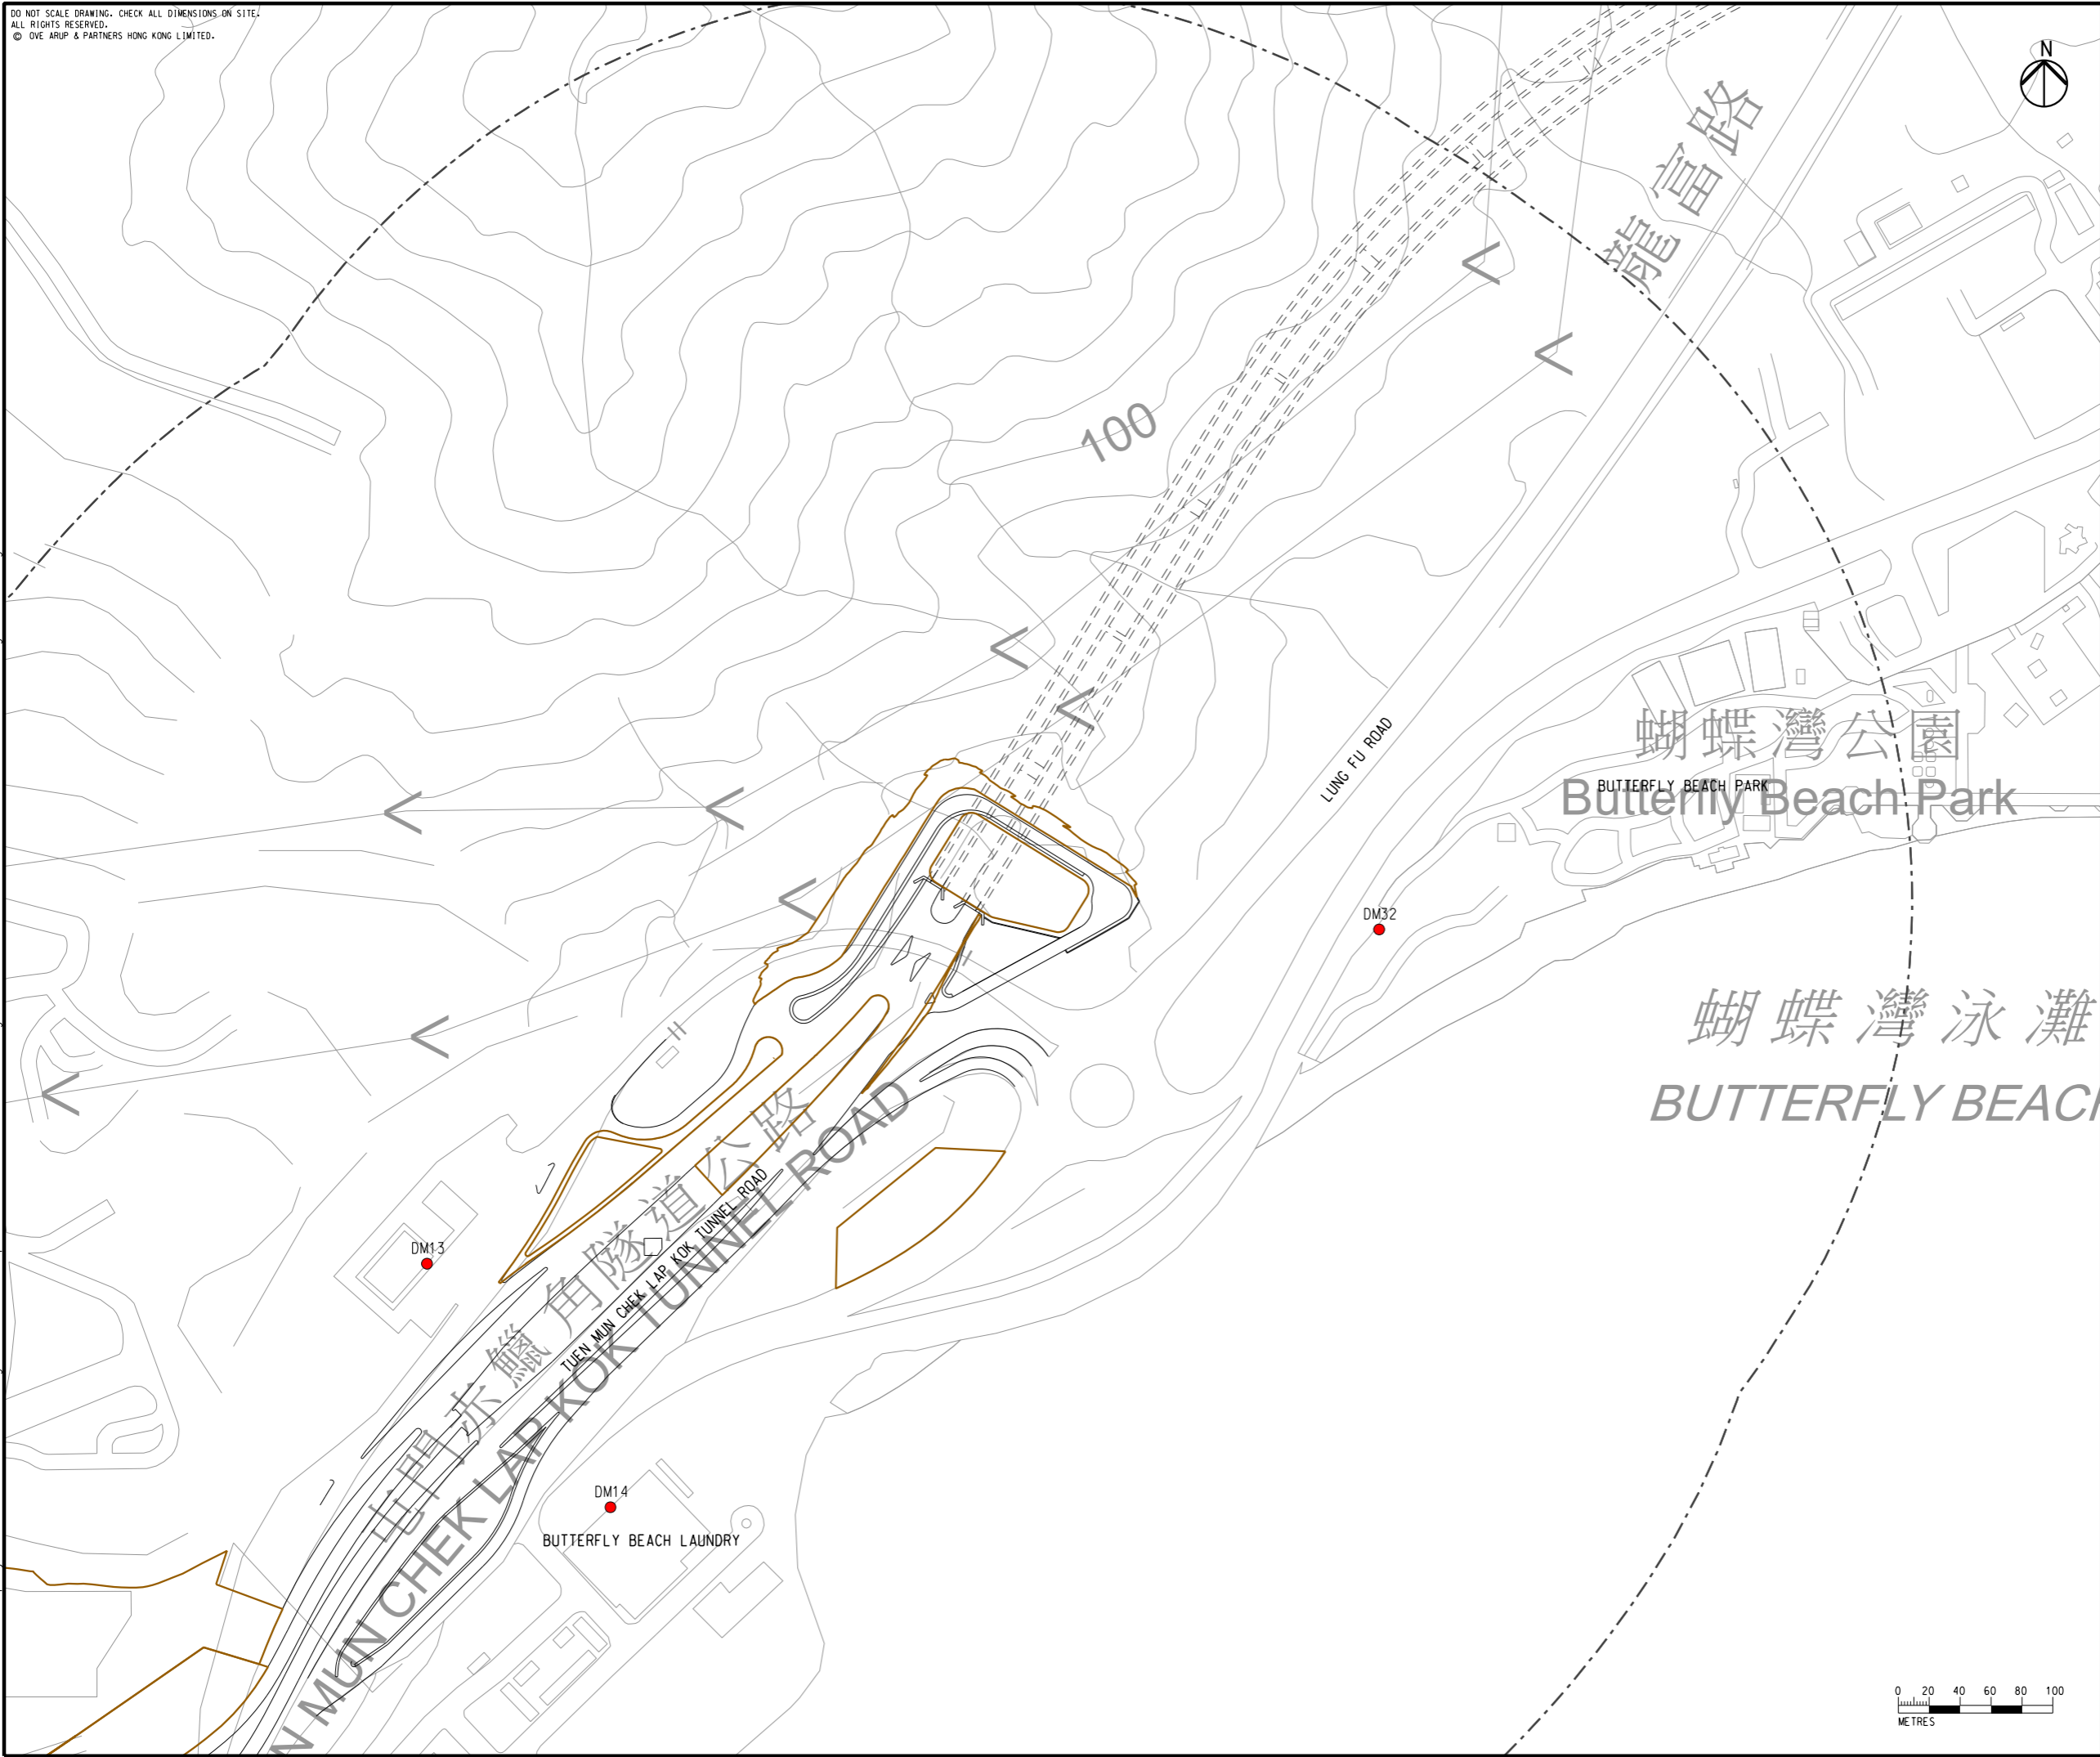 DO NOT SCALE DRAWING. CHECK ALL DIMENSIONS ON SITE.
ALL RIGHTS RESERVED.
© OVE ARUP & PARTNERS HONG KONG LIMITED.
N
龍富路
100
LUNG FU ROAD
蝴蝶灣公園
BUTTERFLY BEACH PARK
Butterfly Beach Park
DM32
蝴蝶灣泳灘
BUTTERFLY BEACH
DM13
屯門赤鱲角隧道公路
TUEN MUN CHEK LAP KOK TUNNEL ROAD
N MUN CHEK LAP KOK TUNNEL ROAD
DM14
BUTTERFLY BEACH LAUNDRY
0 20 40 60 80 100
METRES